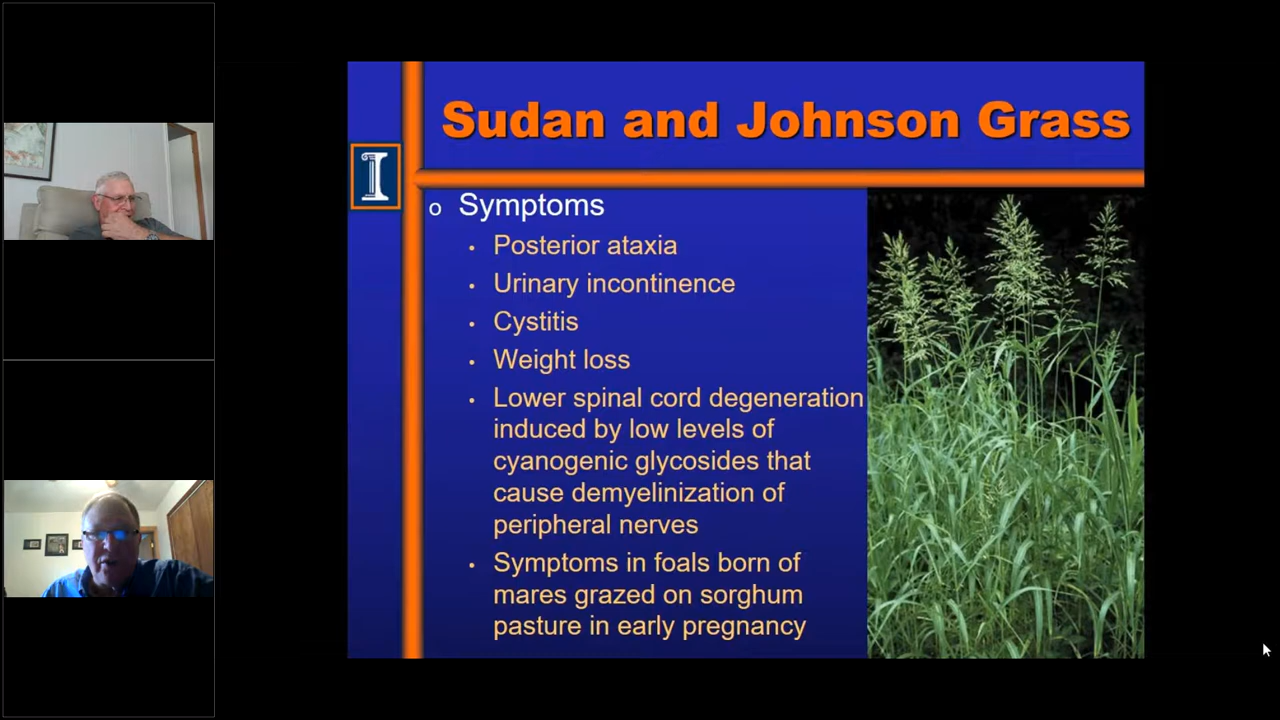 Sudan and Johnson Grass
I
o Symptoms
• Posterior ataxia
• Urinary incontinence
• Cystitis
• Weight loss
• Lower spinal cord degeneration
induced by low levels of
cyanogenic glycosides that
cause demyelinization of
peripheral nerves
• Symptoms in foals born of
mares grazed on sorghum
pasture in early pregnancy